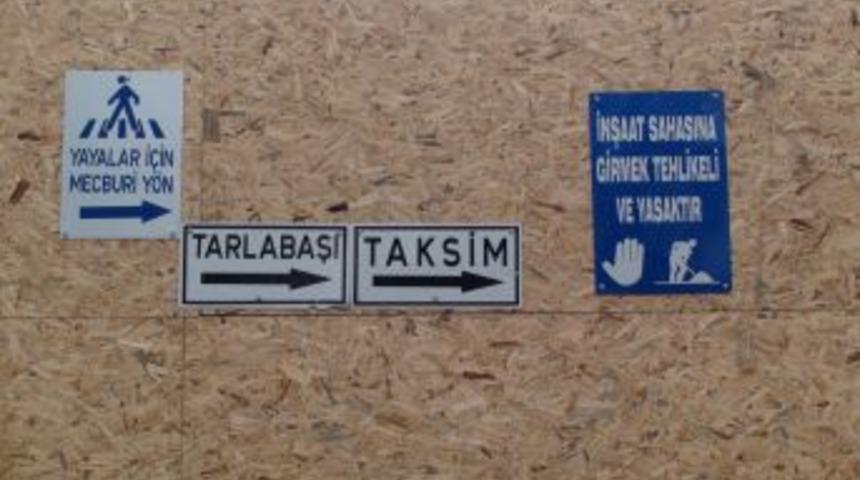 YAYALAR İÇİN
MECBURİ YÖN
TARLABAŞI
TAKSİM
İNŞAAT SAHASINA
GİRMEK TEHLİKELİ
VE YASAKTIR